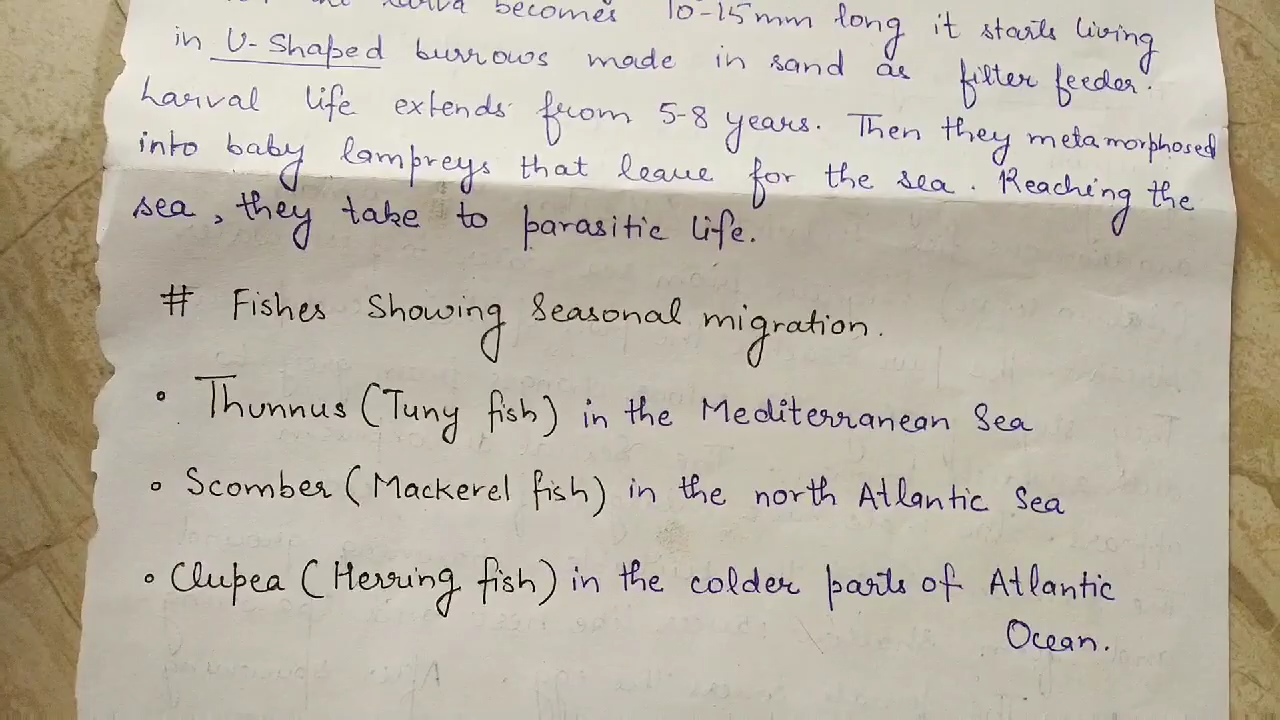 larva becomes 10-15mm long it starts living
in U-Shaped burrows made in sand as filter feeder.
Larval life extends from 5-8 years. Then they metamorphosed
into baby lampreys that leave for the sea. Reaching the
sea, they take to parasitic life.
# Fishes Showing Seasonal migration.
• Thunnus (Tuny fish) in the Mediterranean Sea
• Scomber (Mackerel fish) in the north Atlantic Sea
• Clupea (Herring fish) in the colder parts of Atlantic
Ocean.